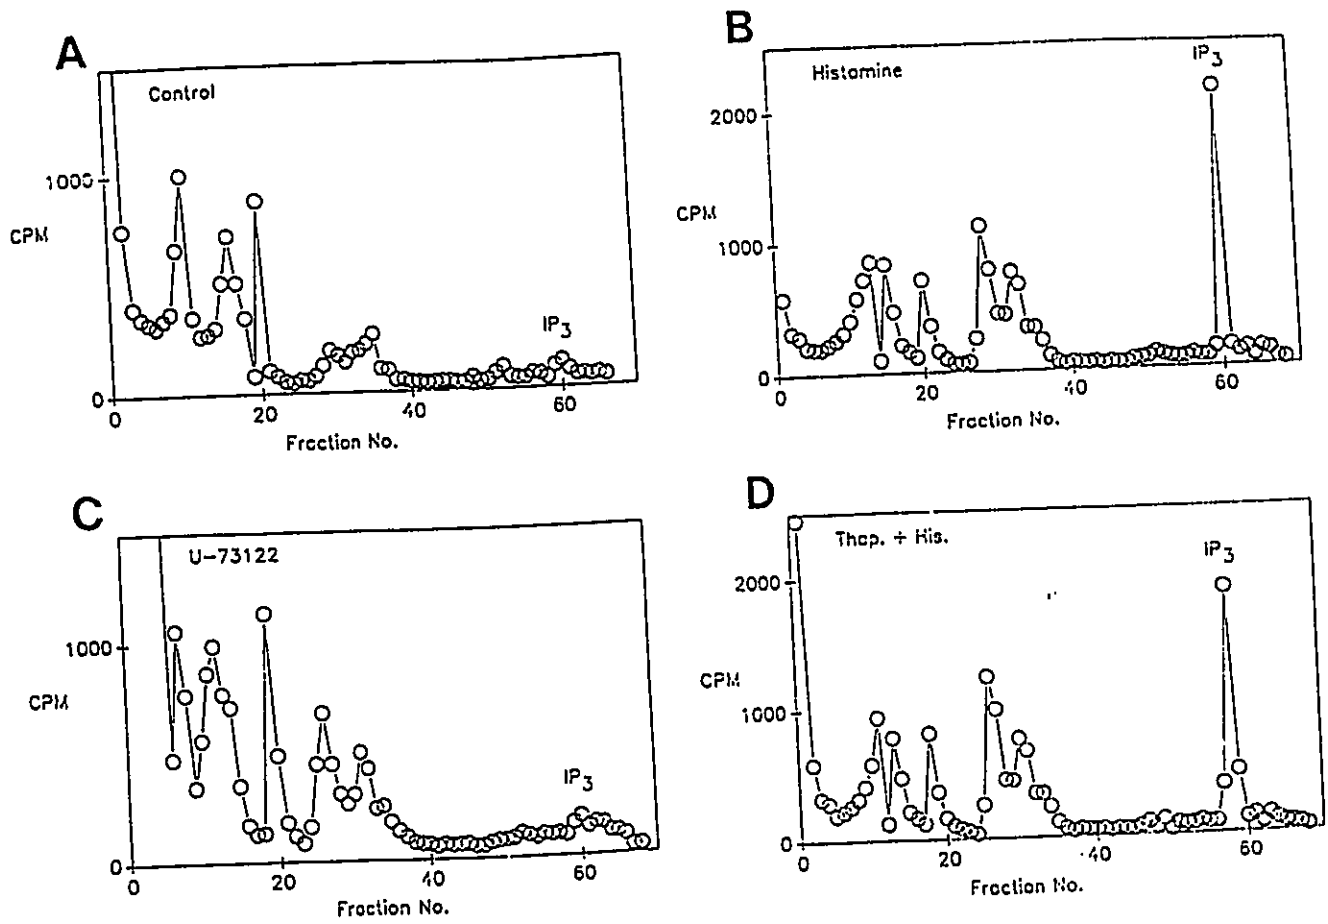 A
Control
1000
CPM
IP3
0
0
20
40
60
Fraction No.
B
Histamine
IP3
2000
CPM
1000
0
0
20
40
60
Fraction No.
C
U-73122
1000
CPM
IP3
0
0
20
40
60
Fraction No.
D
Thap. + His.
IP3
2000
CPM
1000
0
0
20
40
60
Fraction No.